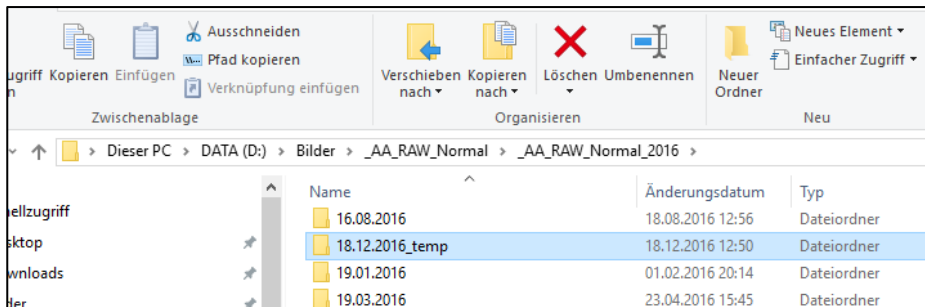 Ausschneiden
Pfad kopieren
Verknüpfung einfügen
Kopieren Einfügen
Zwischenablage
Verschieben nach
Kopieren nach
Löschen Umbenennen
Organisieren
Neuer Ordner
Neues Element
Einfacher Zugriff
Neu
Dieser PC > DATA (D:) > Bilder > _AA_RAW_Normal > _AA_RAW_Normal_2016 >
Name Änderungsdatum Typ
ellzugriff
sktop
wnloads
16.08.2016 18.08.2016 12:56 Dateiordner
18.12.2016_temp 18.12.2016 12:50 Dateiordner
19.01.2016 01.02.2016 20:14 Dateiordner
19.03.2016 23.04.2016 15:45 Dateiordner